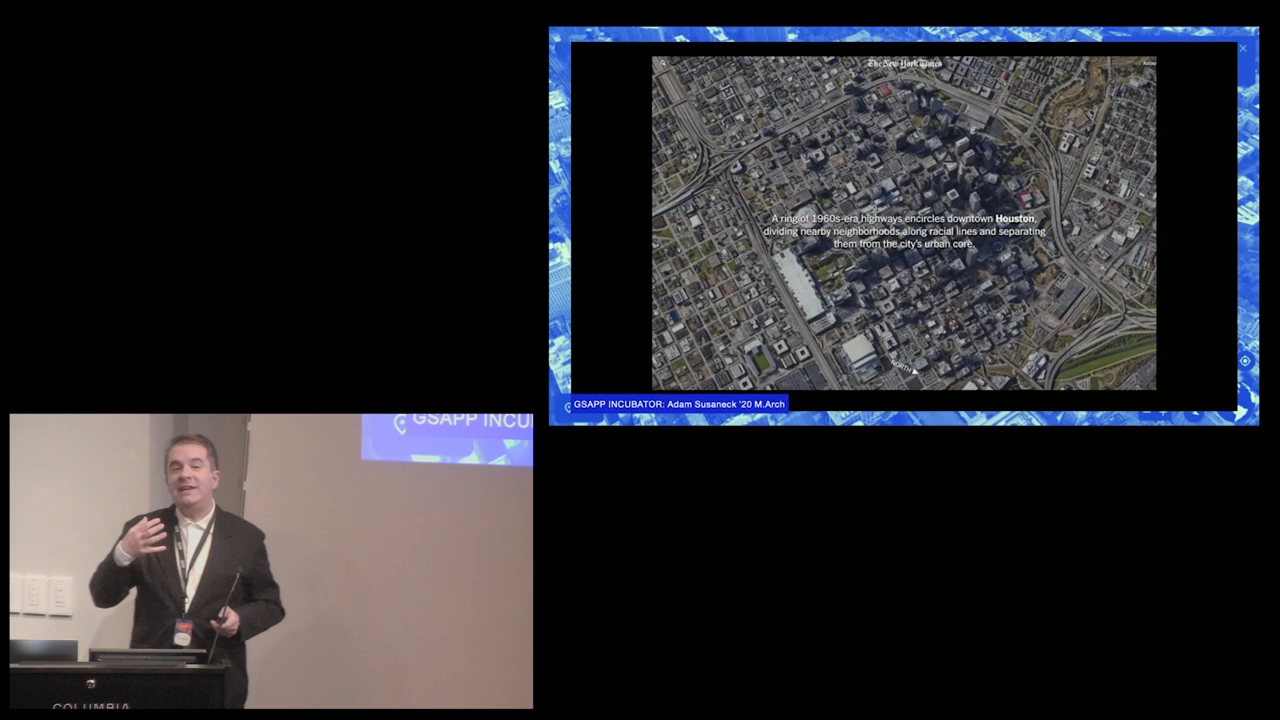 The New York Times
A ring of 1960s-era highways encircles downtown Houston,
dividing nearby neighborhoods along racial lines and separating
them from the city's urban core.
NORTH
GSAPP INCUBATOR: Adam Susaneck '20 M.Arch
GSAPP INCU
COLUMBIA